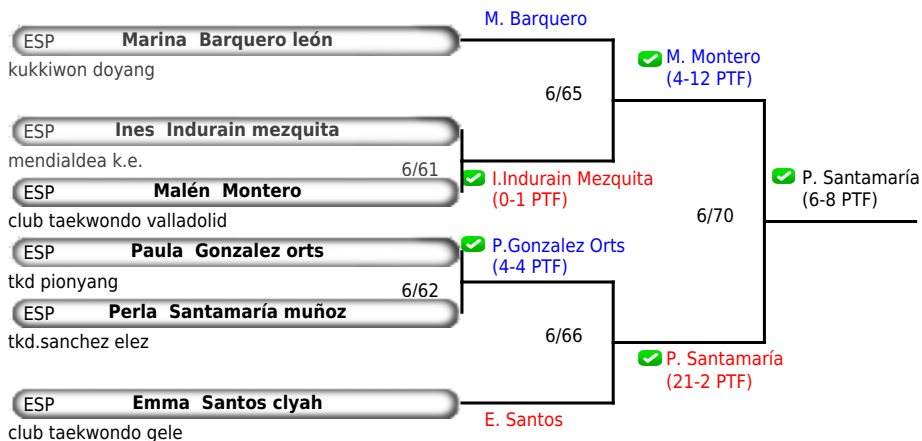 M. Barquero
ESP Marina Barquero león
kukkiwon doyang
M. Montero
(4-12 PTF)
6/65
ESP Ines Indurain mezquita
mendialdea k.e.
6/61
I.Indurain Mezquita
(0-1 PTF)
ESP Malén Montero
club taekwondo valladolid
P. Santamaría
(6-8 PTF)
6/70
ESP Paula Gonzalez orts
tkd pionyang
P.Gonzalez Orts
(4-4 PTF)
6/62
ESP Perla Santamaría muñoz
tkd.sanchez elez
6/66
P. Santamaría
(21-2 PTF)
ESP Emma Santos clyah
club taekwondo gele
E. Santos